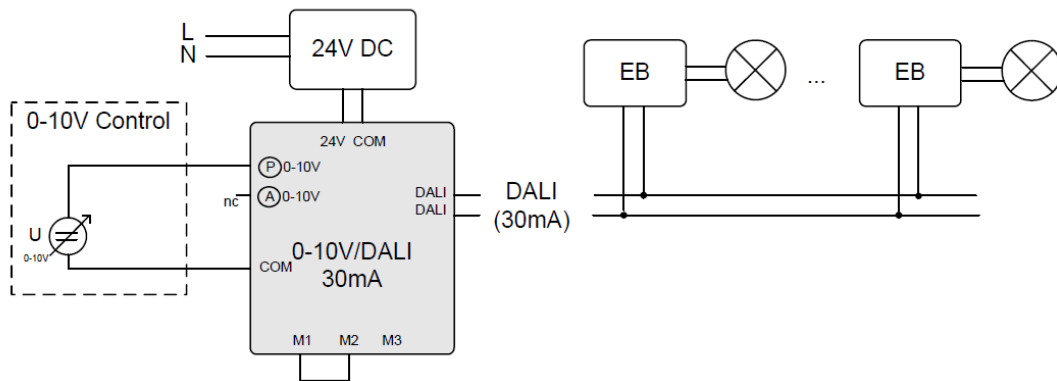 L
N
24V DC
EB
...
EB
0-10V Control
24V COM
P 0-10V
nc
A 0-10V
DALI
DALI
DALI
(30mA)
U
0-10V
0-10V/DALI
30mA
COM
M1 M2 M3